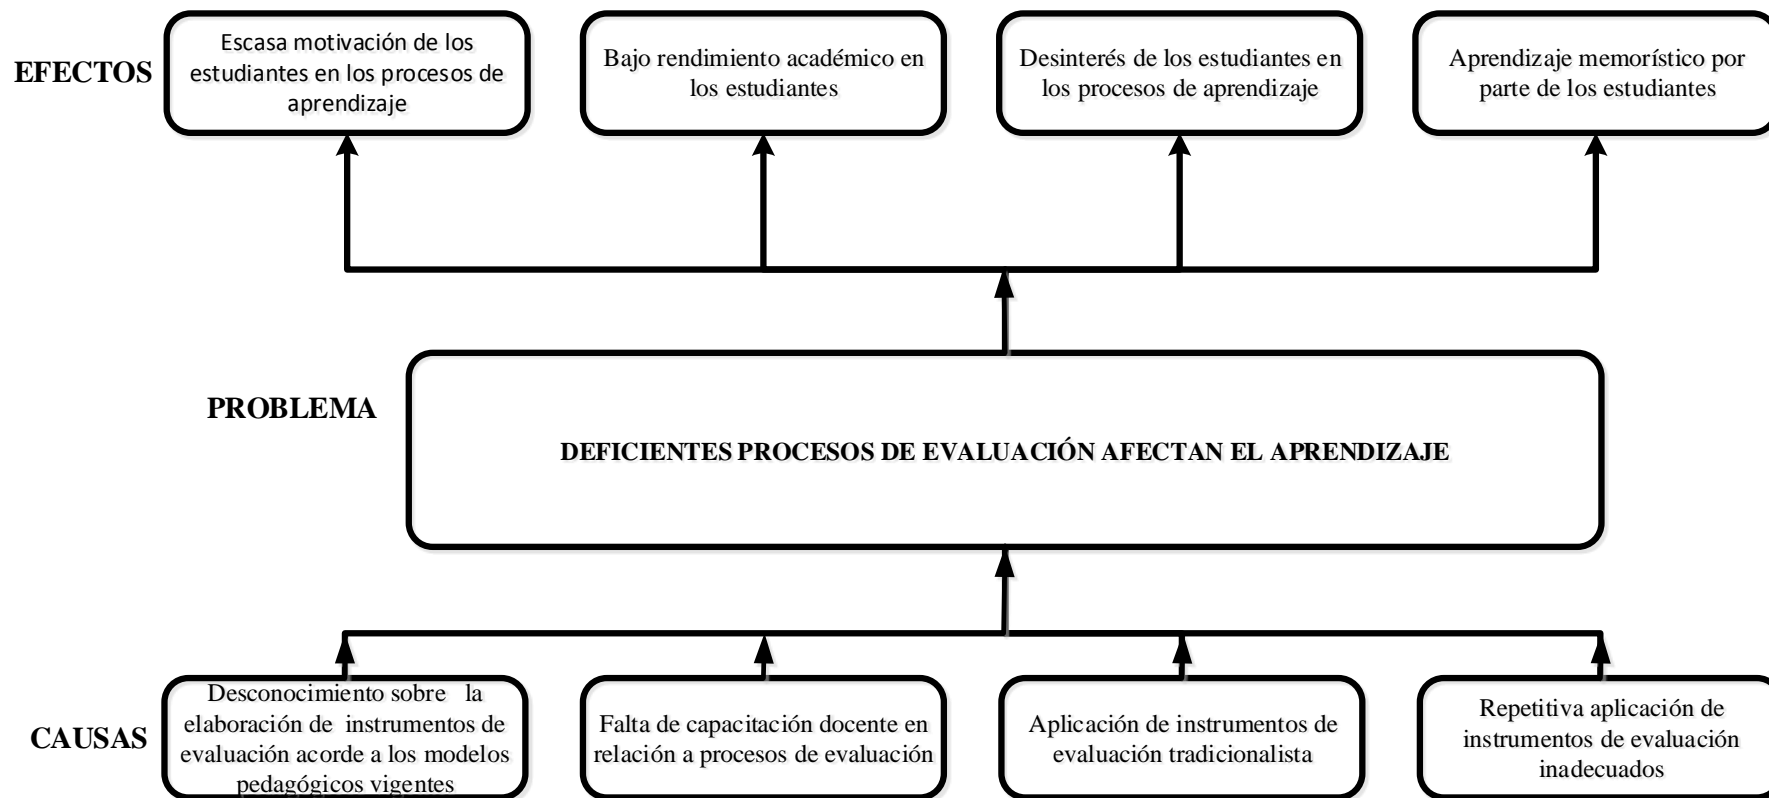 EFECTOS
Escasa motivación de los
estudiantes en los procesos de
aprendizaje
Bajo rendimiento académico en
los estudiantes
Desinterés de los estudiantes en
los procesos de aprendizaje
Aprendizaje memorístico por
parte de los estudiantes
PROBLEMA
DEFICIENTES PROCESOS DE EVALUACIÓN AFECTAN EL APRENDIZAJE
CAUSAS
Desconocimiento sobre la
elaboración de instrumentos de
evaluación acorde a los modelos
pedagógicos vigentes
Falta de capacitación docente en
relación a procesos de evaluación
Aplicación de instrumentos de
evaluación tradicionalista
Repetitiva aplicación de
instrumentos de evaluación
inadecuados